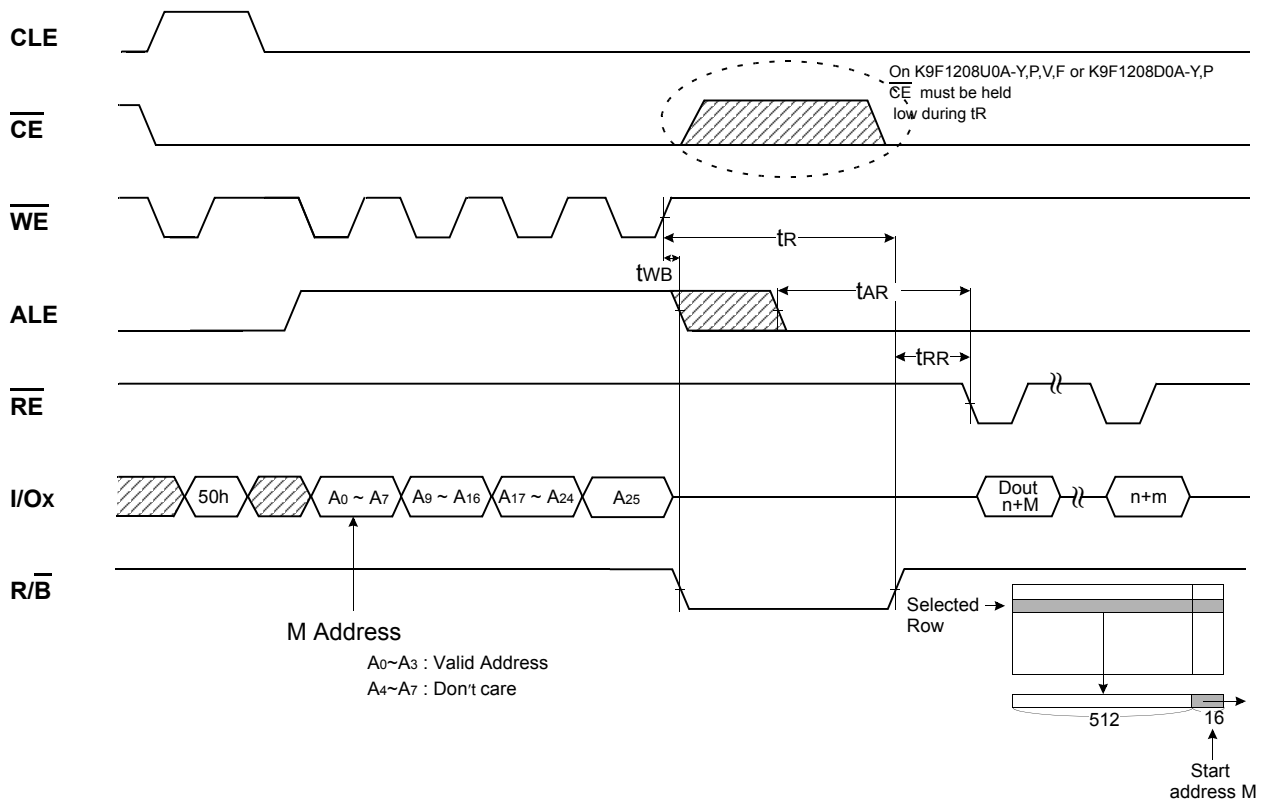 CLE
On K9F1208U0A-Y,P,V,F or K9F1208D0A-Y,P
CE must be held
low during tR
CE
WE
tR
tWB
tAR
ALE
tRR
RE
I/Ox
50h
A0 ~ A7
A9 ~ A16
A17 ~ A24
A25
Dout
n+M
n+m
R/B
Selected
Row
M Address
A0~A3 : Valid Address
A4~A7 : Don't care
512
16
Start
address M